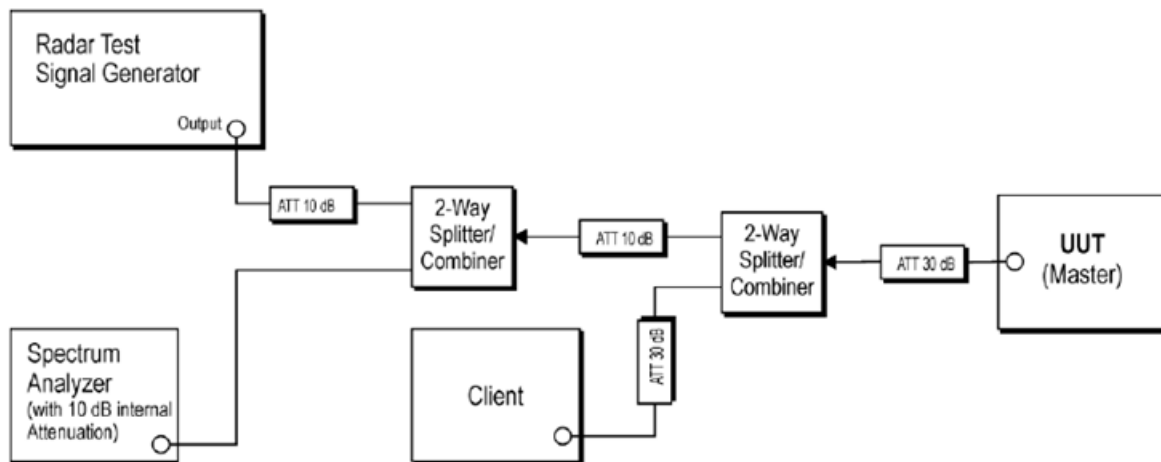 Radar Test
Signal Generator
Output
ATT 10 dB
2-Way
Splitter/
Combiner
ATT 10 dB
2-Way
Splitter/
Combiner
ATT 30 dB
UUT
(Master)
ATT 30 dB
Spectrum
Analyzer
(with 10 dB internal
Attenuation)
Client